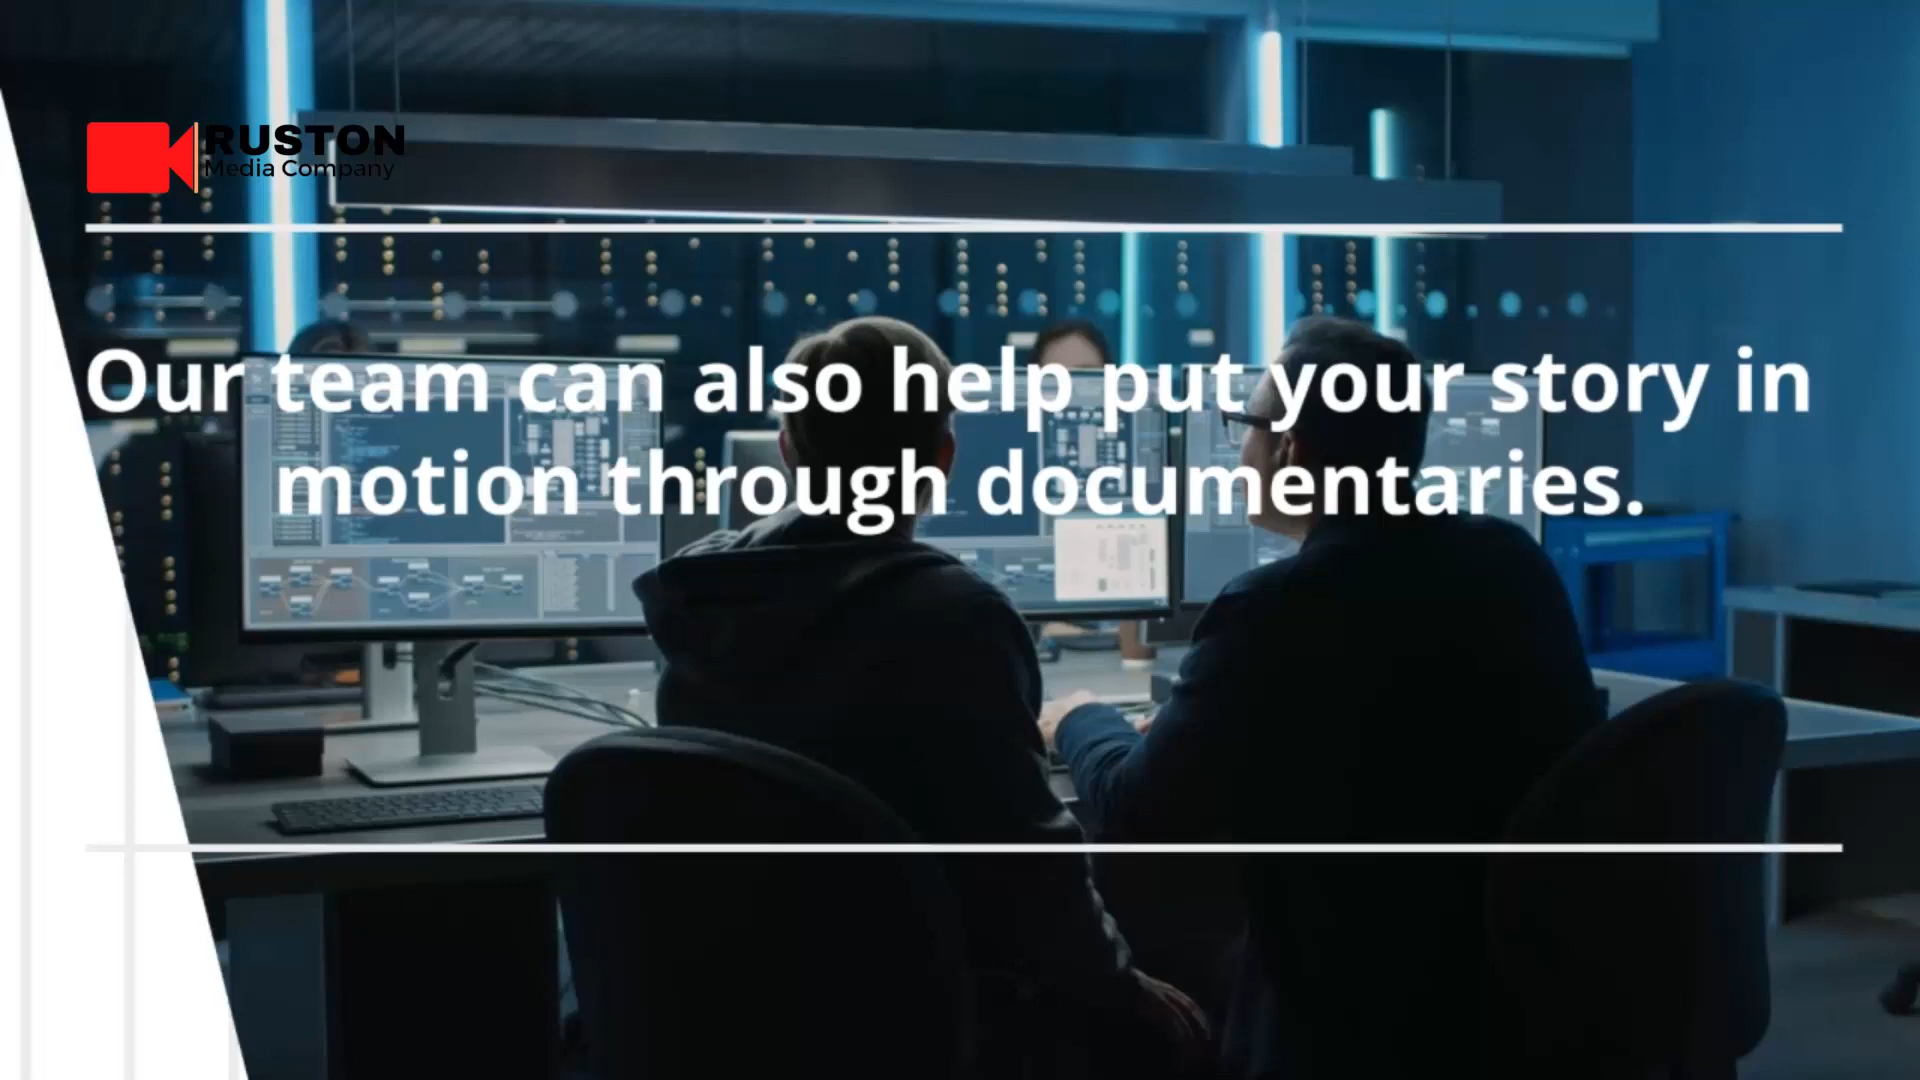 RUSTON
Media Company
Our team can also help put your story in
motion through documentaries.